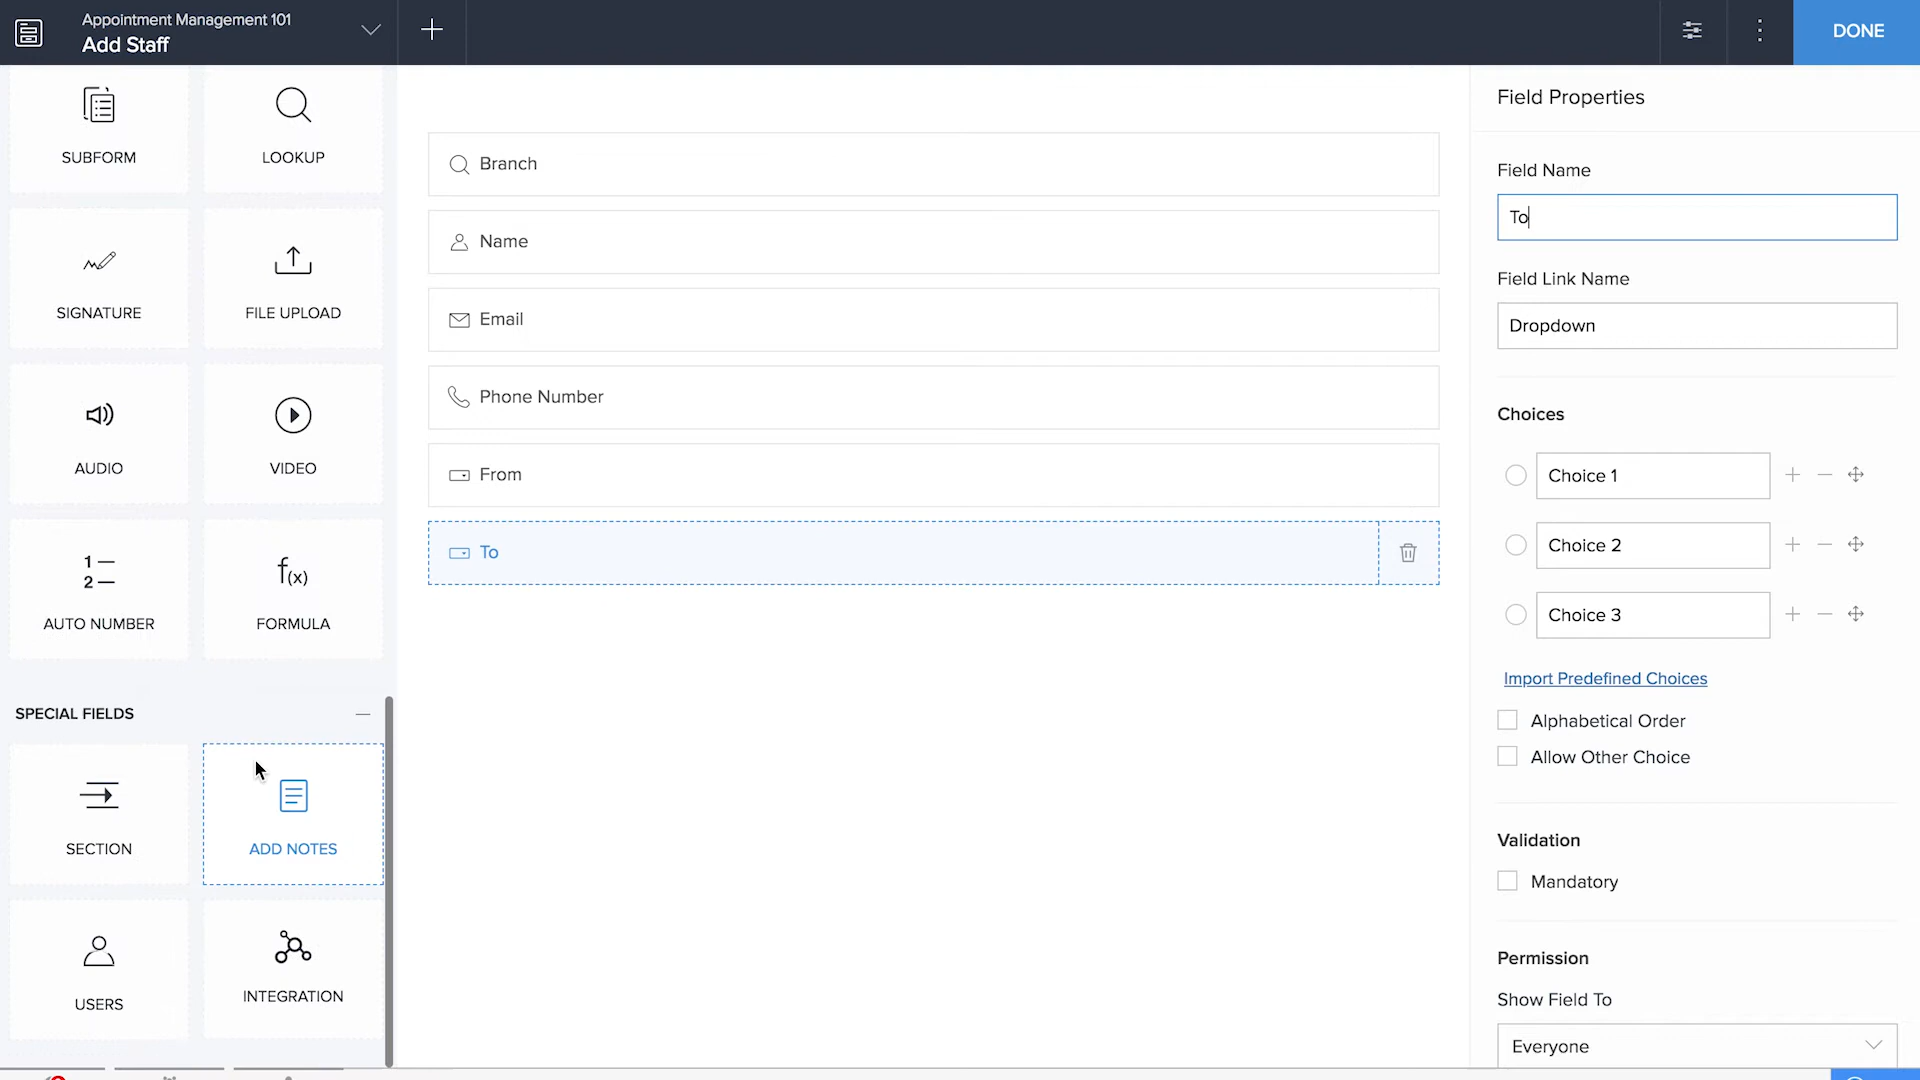 Appointment Management 101
Add Staff
DONE
SUBFORM
LOOKUP
SIGNATURE
FILE UPLOAD
AUDIO
VIDEO
1
2
AUTO NUMBER
f(x)
FORMULA
SPECIAL FIELDS
SECTION
ADD NOTES
USERS
INTEGRATION
Branch
Name
Email
Phone Number
From
To
Field Properties
Field Name
To
Field Link Name
Dropdown
Choices
Choice 1
Choice 2
Choice 3
Import Predefined Choices
Alphabetical Order
Allow Other Choice
Validation
Mandatory
Permission
Show Field To
Everyone